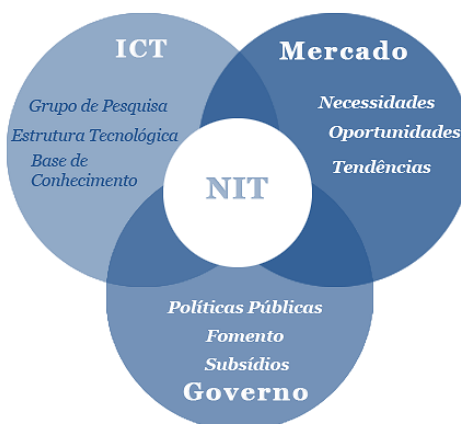 ICT
Grupo de Pesquisa
Estrutura Tecnológica
Base de
Conhecimento
Mercado
Necessidades
Oportunidades
Tendências
NIT
Políticas Públicas
Fomento
Subsídios
Governo